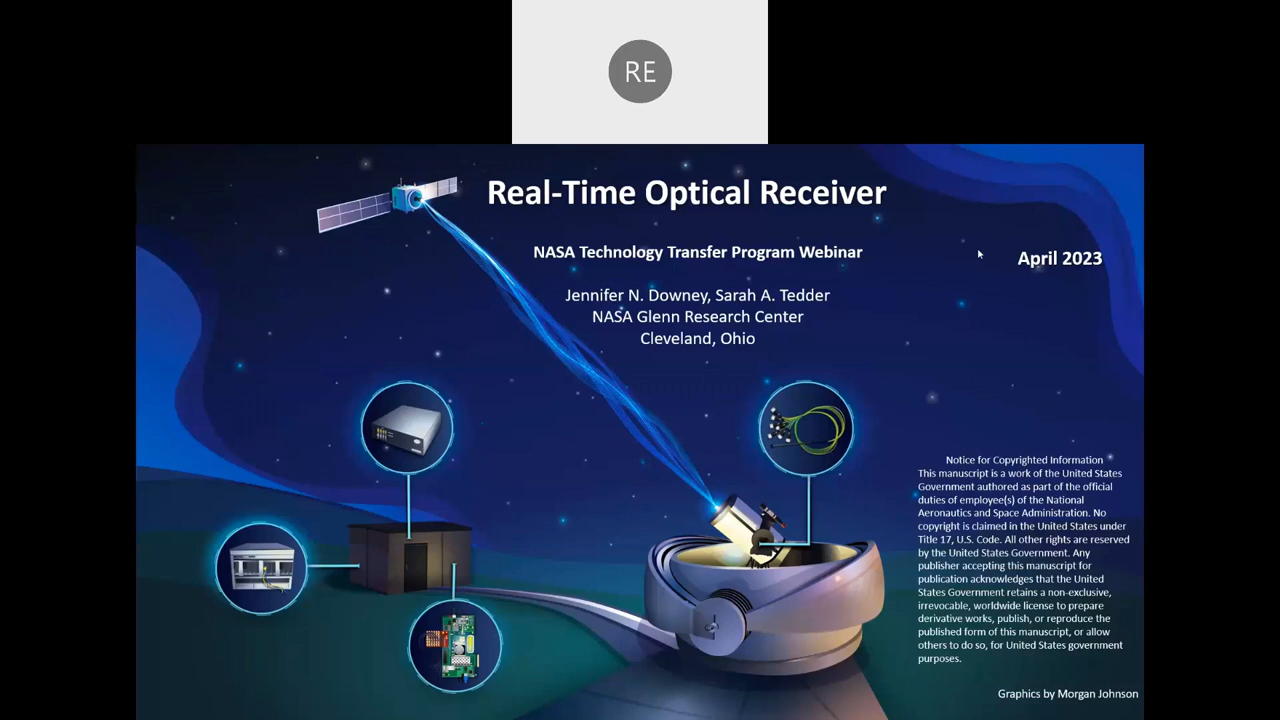 RE
Real-Time Optical Receiver
NASA Technology Transfer Program Webinar
April 2023
Jennifer N. Downey, Sarah A. Tedder
NASA Glenn Research Center
Cleveland, Ohio
Notice for Copyrighted Information
This manuscript is a work of the United States
Government authored as part of the official
duties of employee(s) of the National
Aeronautics and Space Administration. No
copyright is claimed in the United States under
Title 17, U.S. Code. All other rights are reserved
by the United States Government. Any
publisher accepting this manuscript for
publication acknowledges that the United
States Government retains a non-exclusive,
irrevocable, worldwide license to prepare
derivative works, publish, or reproduce the
published form of this manuscript, or allow
others to do so, for United States government
purposes.
Graphics by Morgan Johnson